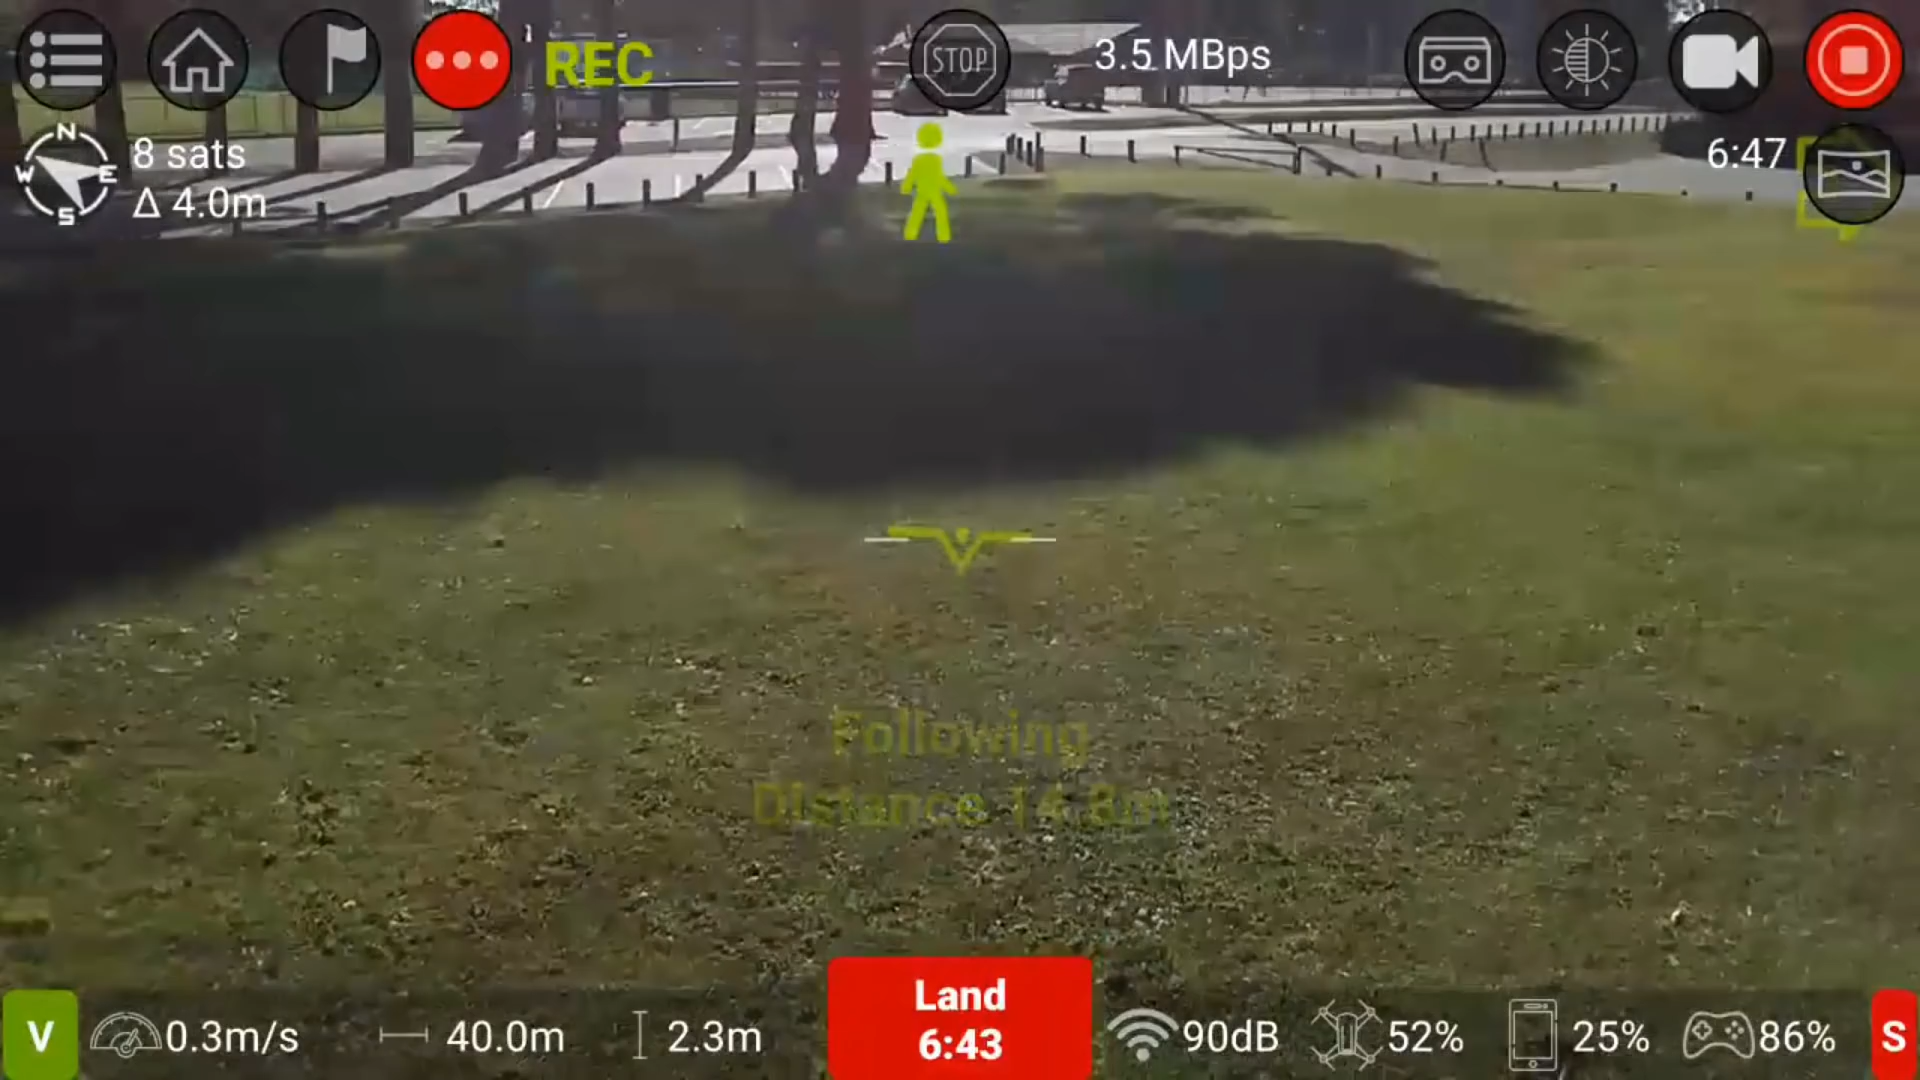 REC
STOP
3.5 MBps
N
W E
S
8 sats
Δ 4.0m
6:47
Following
Distance 14.8m
V
0.3m/s
40.0m
2.3m
Land
6:43
90dB
52%
25%
86%
S